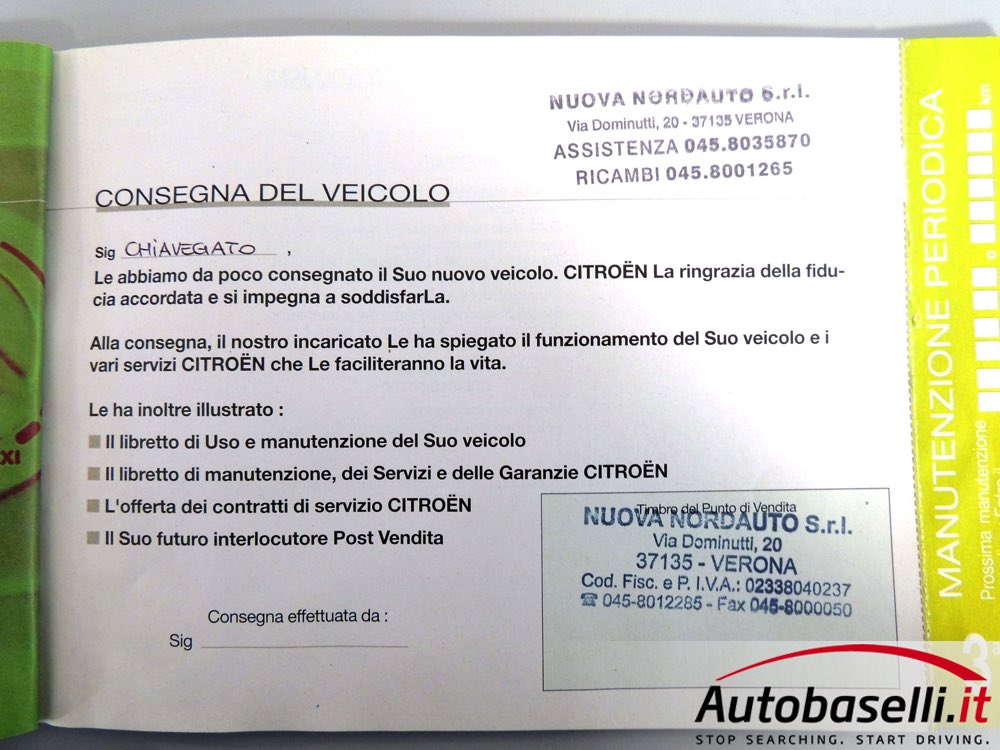 NUOVA NORDAUTO S.r.l.
Via Dominutti, 20 - 37135 VERONA
ASSISTENZA 045.8035870
RICAMBI 045.8001265
CONSEGNA DEL VEICOLO
Sig CHIAVEGATO ,
Le abbiamo da poco consegnato il Suo nuovo veicolo. CITROËN La ringrazia della fidu-
cia accordata e si impegna a soddisfarLa.
Alla consegna, il nostro incaricato Le ha spiegato il funzionamento del Suo veicolo e i
vari servizi CITROËN che Le faciliteranno la vita.
Le ha inoltre illustrato :
Il libretto di Uso e manutenzione del Suo veicolo
Il libretto di manutenzione, dei Servizi e delle Garanzie CITROËN
L'offerta dei contratti di servizio CITROËN
Il Suo futuro interlocutore Post Vendita
Timbro del Punto di Vendita
NUOVA NORDAUTO S.r.l.
Via Dominutti, 20
37135 - VERONA
Cod. Fisc. e P. I.V.A.: 02338040237
☎ 045-8012285 - Fax 045-8000050
Consegna effettuata da :
Sig
XI
MANUTENZIONE PERIODICA
Prossima manutenzione
km
o
3
Autobaselli.it
STOP SEARCHING. START DRIVING.